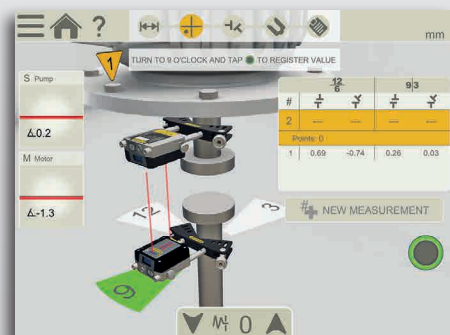 ?
mm
1
TURN TO 9 O'CLOCK AND TAP TO REGISTER VALUE
S Pump
∡0.2
M Motor
∡-1.3
12
6
9 3
#
2 — — — —
Points: 0
1 0.69 -0.74 0.26 0.03
NEW MEASUREMENT
12
3
9
0